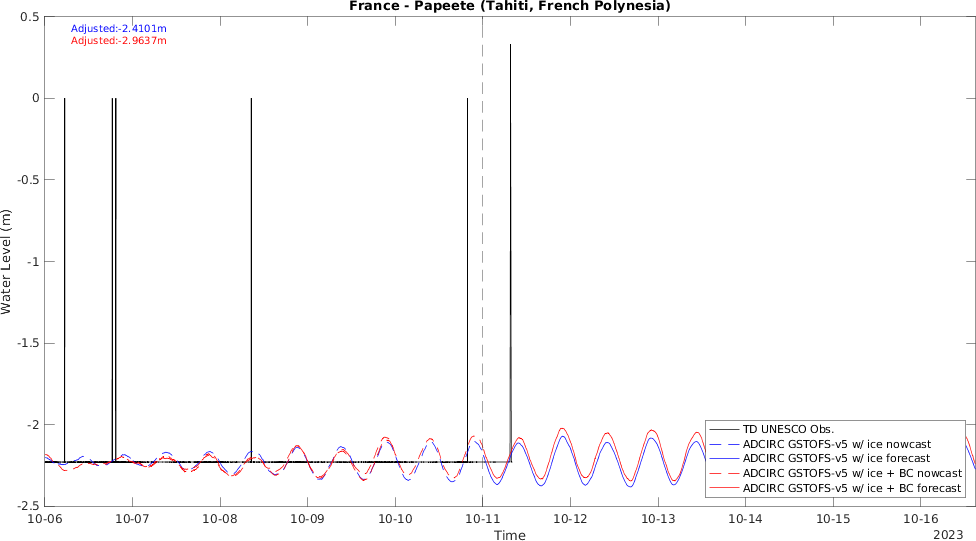 France - Papeete (Tahiti, French Polynesia)
Adjusted:-2.4101m
Adjusted:-2.9637m
0.5
0
-0.5
-1
-1.5
-2
-2.5
Water Level (m)
TD UNESCO Obs.
ADCIRC GSTOFS-v5 w/ ice nowcast
ADCIRC GSTOFS-v5 w/ ice forecast
ADCIRC GSTOFS-v5 w/ ice + BC nowcast
ADCIRC GSTOFS-v5 w/ ice + BC forecast
10-06 10-07 10-08 10-09 10-10 10-11 10-12 10-13 10-14 10-15 10-16
Time
2023